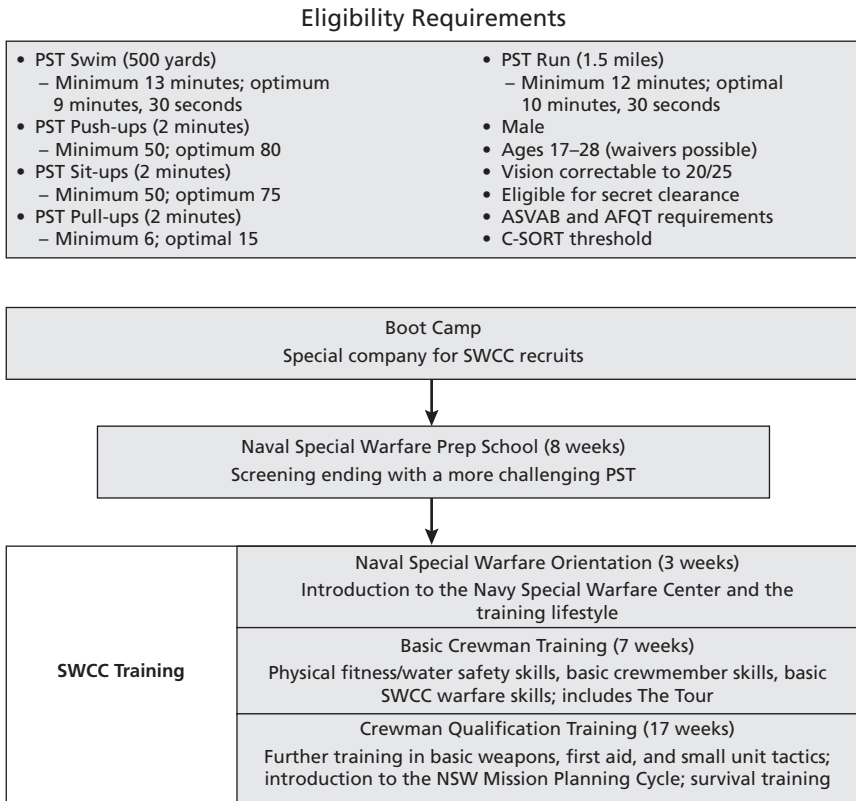 Eligibility Requirements
• PST Swim (500 yards)
– Minimum 13 minutes; optimum
9 minutes, 30 seconds
• PST Push-ups (2 minutes)
– Minimum 50; optimum 80
• PST Sit-ups (2 minutes)
– Minimum 50; optimum 75
• PST Pull-ups (2 minutes)
– Minimum 6; optimal 15
• PST Run (1.5 miles)
– Minimum 12 minutes; optimal
10 minutes, 30 seconds
• Male
• Ages 17–28 (waivers possible)
• Vision correctable to 20/25
• Eligible for secret clearance
• ASVAB and AFQT requirements
• C-SORT threshold
Boot Camp
Special company for SWCC recruits
Naval Special Warfare Prep School (8 weeks)
Screening ending with a more challenging PST
SWCC Training
Naval Special Warfare Orientation (3 weeks)
Introduction to the Navy Special Warfare Center and the
training lifestyle
Basic Crewman Training (7 weeks)
Physical fitness/water safety skills, basic crewmember skills, basic
SWCC warfare skills; includes The Tour
Crewman Qualification Training (17 weeks)
Further training in basic weapons, first aid, and small unit tactics;
introduction to the NSW Mission Planning Cycle; survival training